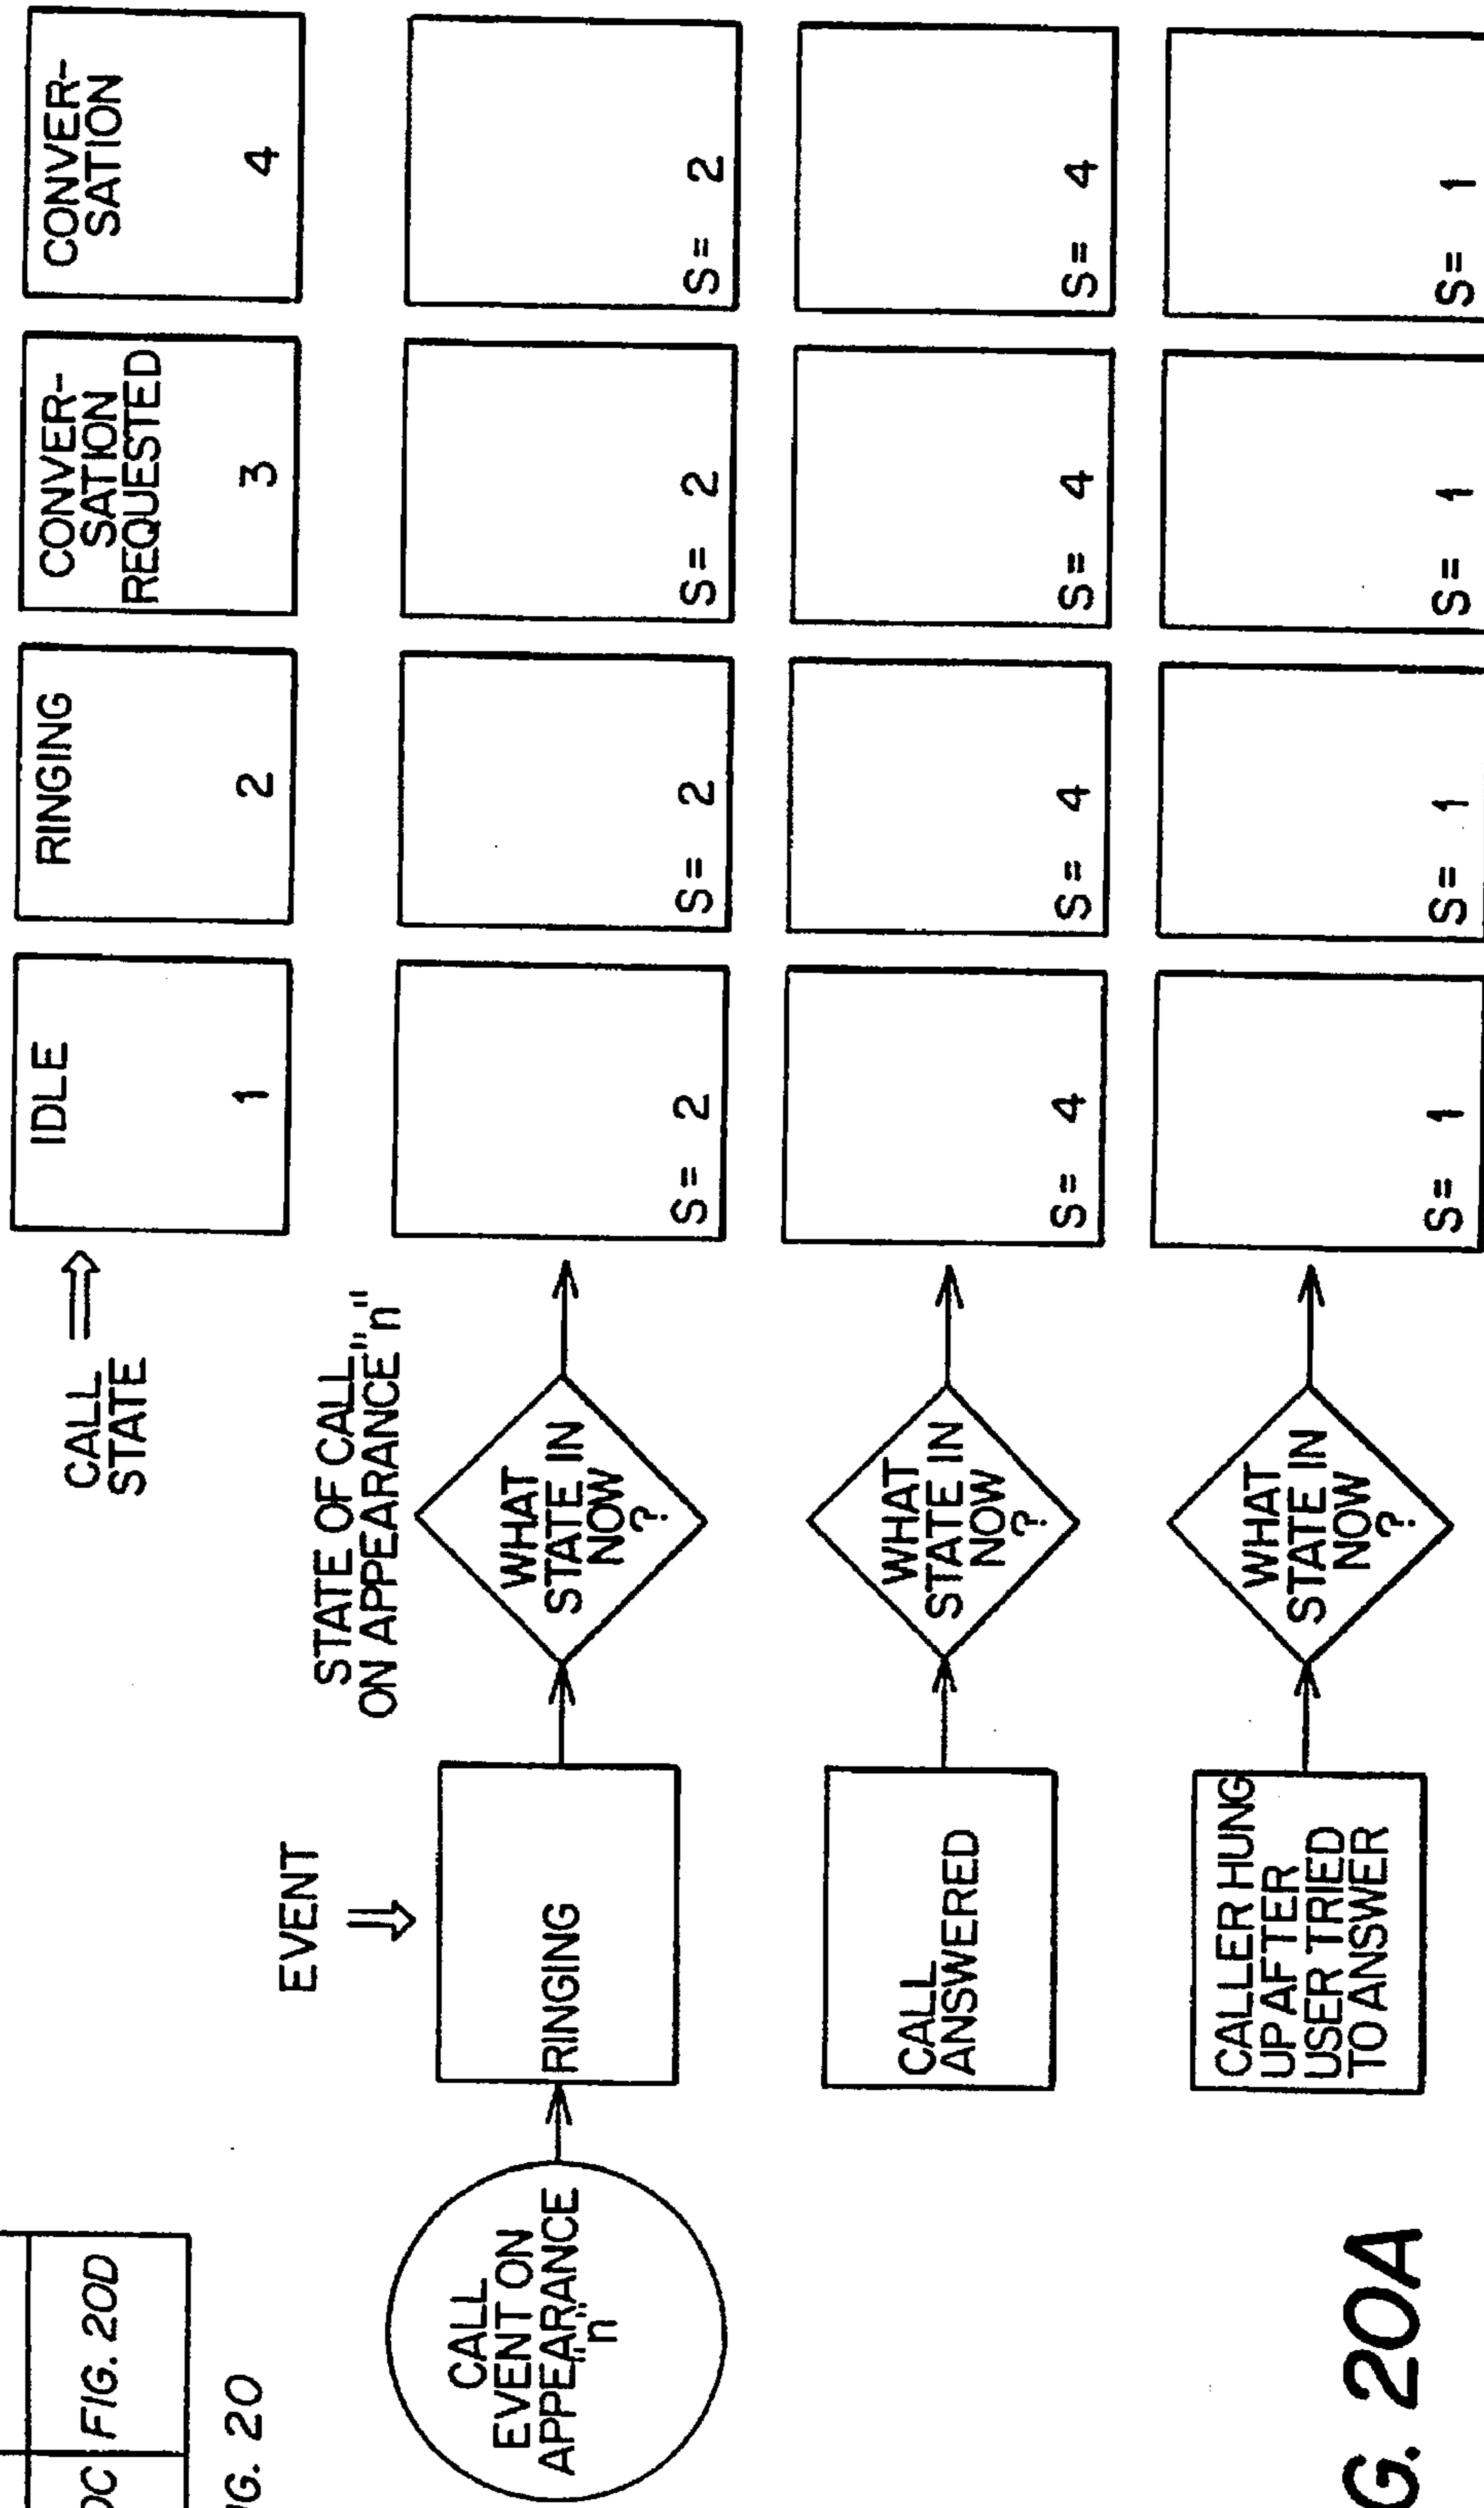 0C FIG. 20D
IG. 20
CALL
STATE
IDLE
1
RINGING
2
CONVER-
SATION
REQUESTED
3
CONVER-
SATION
4
EVENT
STATE OF CALL
ON APPEARANCE "n"
CALL
EVENT ON
APPEARANCE
"n"
RINGING
WHAT
STATE IN
NOW
?
S= 2
S= 2
S= 2
S= 2
CALL
ANSWERED
WHAT
STATE IN
NOW
?
S= 4
S= 4
S= 4
S= 4
CALLER HUNG
UP AFTER
USER TRIED
TO ANSWER
WHAT
STATE IN
NOW
?
S= 1
S= 1
S= 1
S= 1
G. 20A